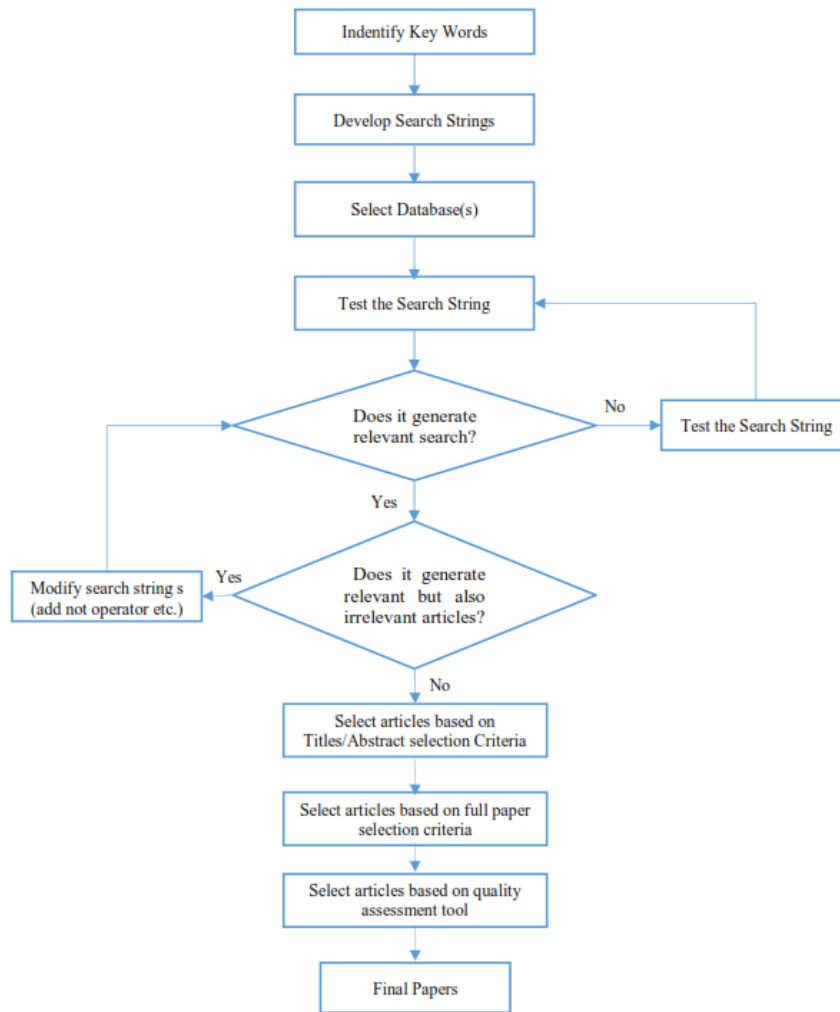 Indentify Key Words
Develop Search Strings
Select Database(s)
Test the Search String
Does it generate
relevant search?
No
Test the Search String
Yes
Does it generate
relevant but also
irrelevant articles?
Yes
Modify search string s
(add not operator etc.)
No
Select articles based on
Titles/Abstract selection Criteria
Select articles based on full paper
selection criteria
Select articles based on quality
assessment tool
Final Papers